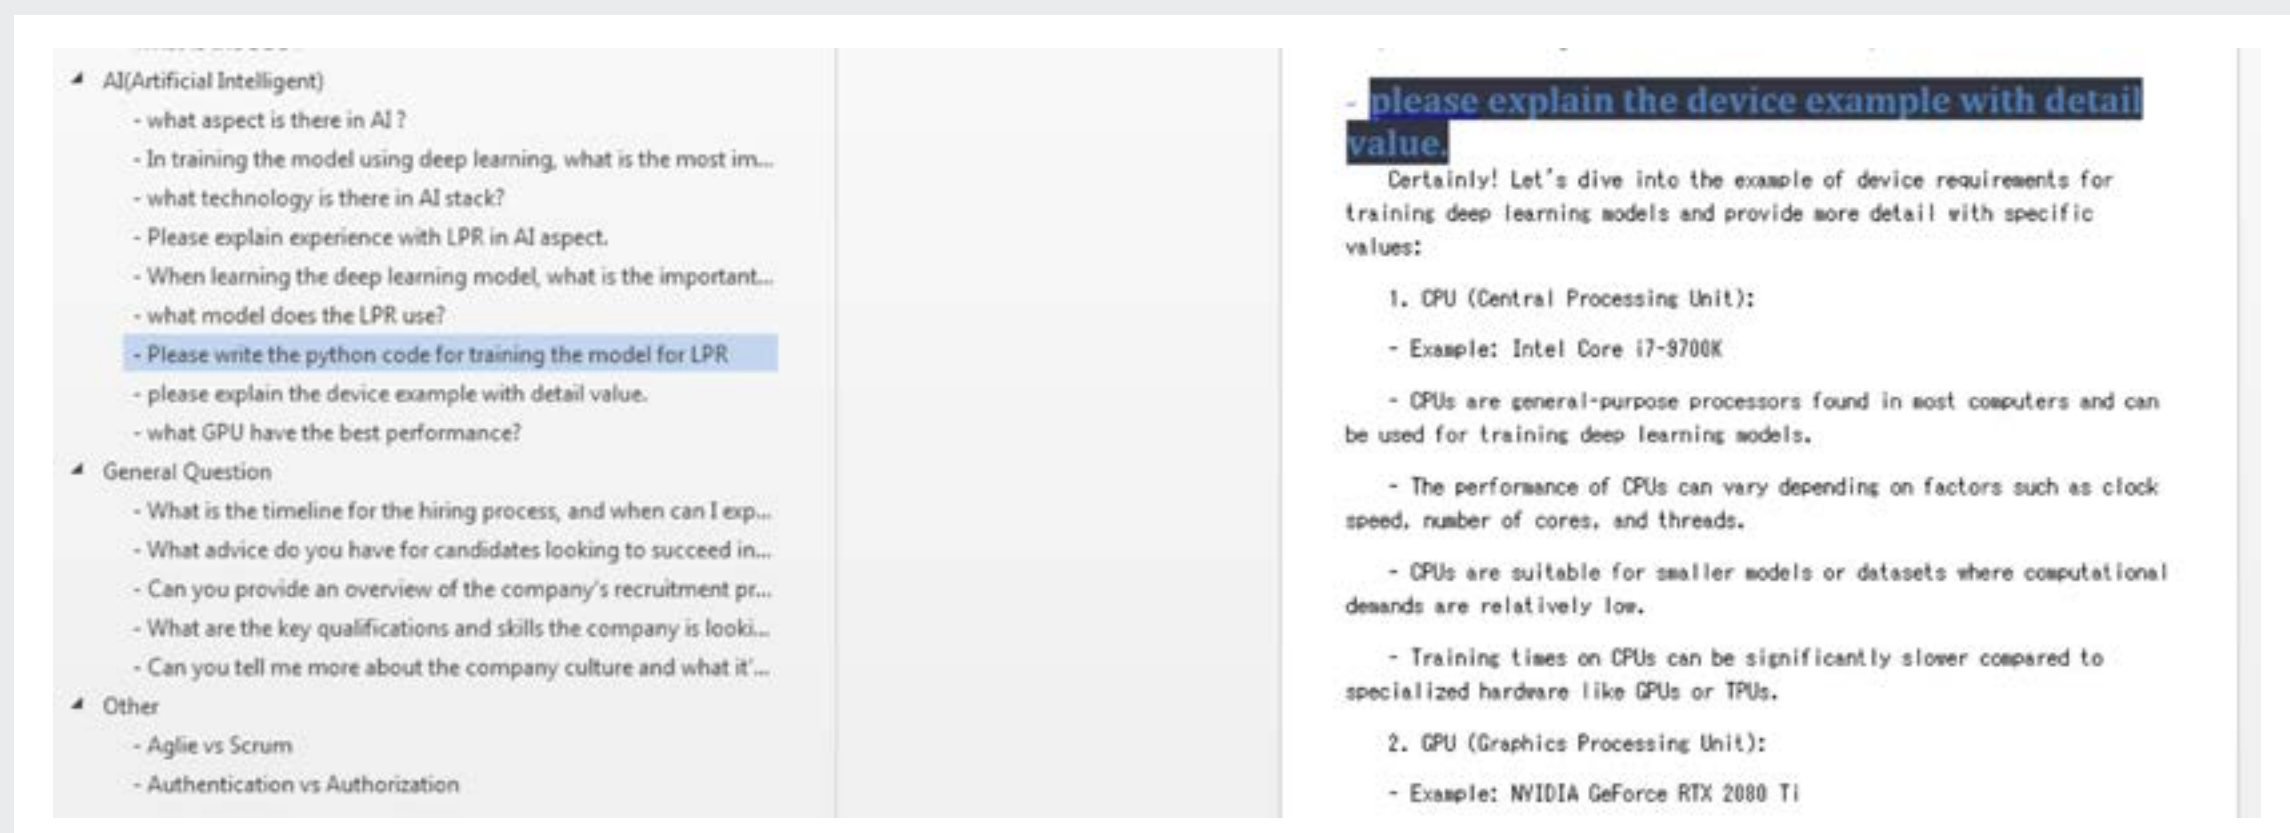 AI(Artificial Intelligent)
- what aspect is there in AI ?
- In training the model using deep learning, what is the most im...
- what technology is there in AI stack?
- Please explain experience with LPR in AI aspect.
- When learning the deep learning model, what is the important...
- what model does the LPR use?
- Please write the python code for training the model for LPR
- please explain the device example with detail value.
- what GPU have the best performance?
General Question
- What is the timeline for the hiring process, and when can I exp...
- What advice do you have for candidates looking to succeed in...
- Can you provide an overview of the company's recruitment pr...
- What are the key qualifications and skills the company is looki...
- Can you tell me more about the company culture and what it'...
Other
- Aglie vs Scrum
- Authentication vs Authorization
- please explain the device example with detail
value.
Certainly! Let's dive into the example of device requirements for
training deep learning models and provide more detail with specific
values:
1. CPU (Central Processing Unit):
- Example: Intel Core i7-9700K
- CPUs are general-purpose processors found in most computers and can
be used for training deep learning models.
- The performance of CPUs can vary depending on factors such as clock
speed, number of cores, and threads.
- CPUs are suitable for smaller models or datasets where computational
demands are relatively low.
- Training times on CPUs can be significantly slower compared to
specialized hardware like GPUs or TPUs.
2. GPU (Graphics Processing Unit):
- Example: NVIDIA GeForce RTX 2080 Ti